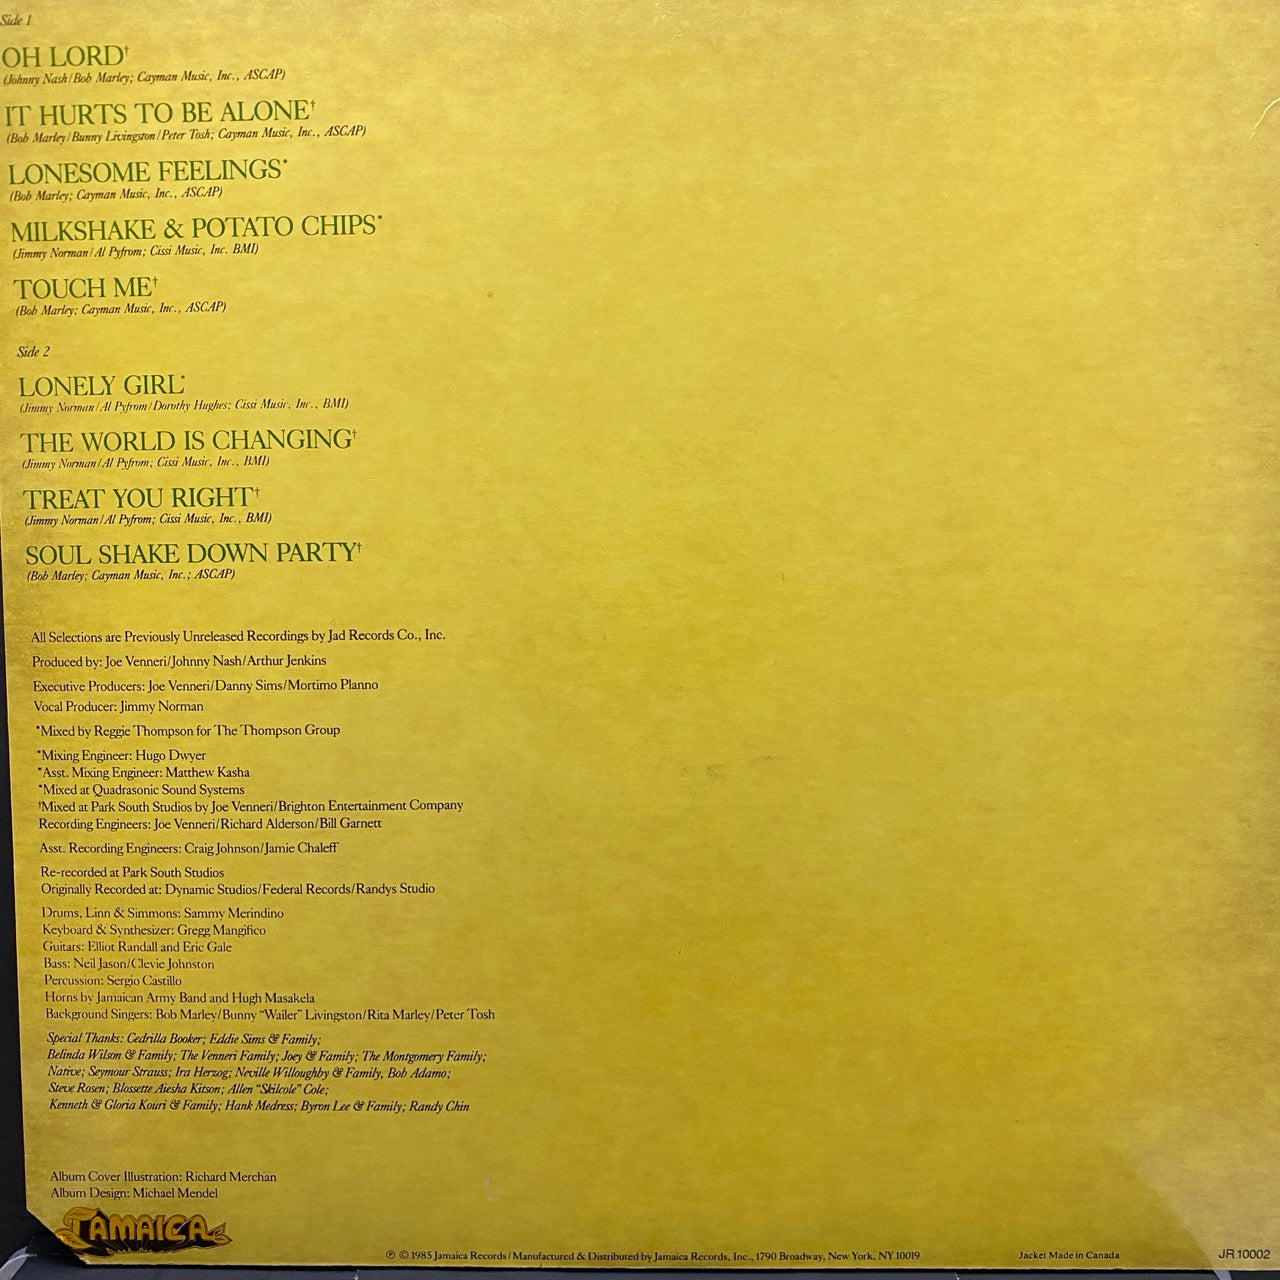 Side 1
OH LORD†
(Johnny Nash/Bob Marley; Cayman Music, Inc., ASCAP)
IT HURTS TO BE ALONE†
(Bob Marley/Bunny Livingston/Peter Tosh; Cayman Music, Inc., ASCAP)
LONESOME FEELINGS*
(Bob Marley; Cayman Music, Inc., ASCAP)
MILKSHAKE & POTATO CHIPS*
(Jimmy Norman/Al Pyfrom; Cissi Music, Inc. BMI)
TOUCH ME†
(Bob Marley; Cayman Music, Inc., ASCAP)
Side 2
LONELY GIRL*
(Jimmy Norman/Al Pyfrom/Dorothy Hughes; Cissi Music, Inc., BMI)
THE WORLD IS CHANGING†
(Jimmy Norman/Al Pyfrom; Cissi Music, Inc., BMI)
TREAT YOU RIGHT†
(Jimmy Norman/Al Pyfrom; Cissi Music, Inc., BMI)
SOUL SHAKE DOWN PARTY†
(Bob Marley; Cayman Music, Inc.; ASCAP)
All Selections are Previously Unreleased Recordings by Jad Records Co., Inc.
Produced by: Joe Venneri/Johnny Nash/Arthur Jenkins
Executive Producers: Joe Venneri/Danny Sims/Mortimo Planno
Vocal Producer: Jimmy Norman
*Mixed by Reggie Thompson for The Thompson Group
*Mixing Engineer: Hugo Dwyer
*Asst. Mixing Engineer: Matthew Kasha
*Mixed at Quadrasonic Sound Systems
†Mixed at Park South Studios by Joe Venneri/Brighton Entertainment Company
Recording Engineers: Joe Venneri/Richard Alderson/Bill Garnett
Asst. Recording Engineers: Craig Johnson/Jamie Chaleff
Re-recorded at Park South Studios
Originally Recorded at: Dynamic Studios/Federal Records/Randys Studio
Drums, Linn & Simmons: Sammy Merindino
Keyboard & Synthesizer: Gregg Mangifico
Guitars: Elliot Randall and Eric Gale
Bass: Neil Jason/Clevie Johnston
Percussion: Sergio Castillo
Horns by Jamaican Army Band and Hugh Masakela
Background Singers: Bob Marley/Bunny "Wailer" Livingston/Rita Marley/Peter Tosh
Special Thanks: Cedrilla Booker; Eddie Sims & Family;
Belinda Wilson & Family; The Venneri Family; Joey & Family; The Montgomery Family;
Native; Seymour Strauss; Ira Herzog; Neville Willoughby & Family, Bob Adamo;
Steve Rosen; Blossette Aiesha Kitson; Allen "Skilcole" Cole;
Kenneth & Gloria Kouri & Family; Hank Medress; Byron Lee & Family; Randy Chin
Album Cover Illustration: Richard Merchan
Album Design: Michael Mendel
JAMAICA
℗ © 1985 Jamaica Records/Manufactured & Distributed by Jamaica Records, Inc., 1790 Broadway, New York, NY 10019
Jacket Made in Canada
JR 10002